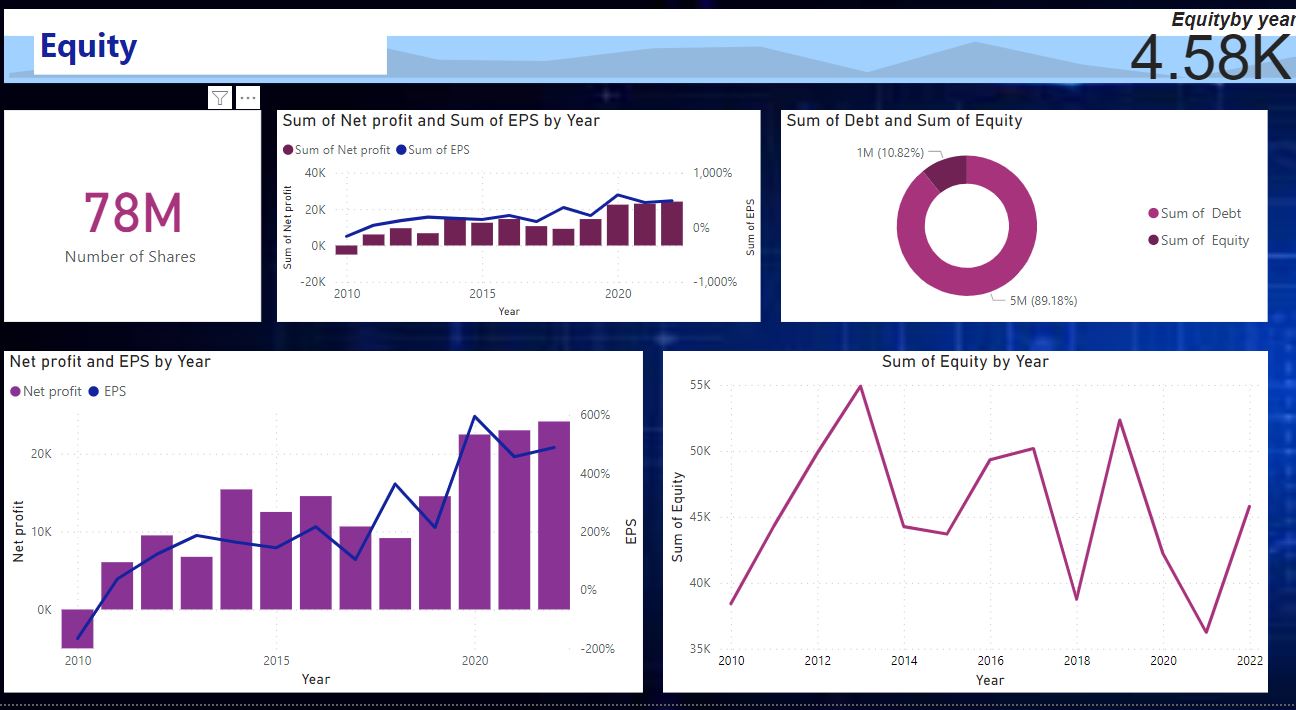 Equityby year
Equity
4.58K
78M
Number of Shares
Sum of Net profit and Sum of EPS by Year
Sum of Net profit Sum of EPS
Sum of Net profit
40K
20K
0K
-20K
1,000%
0%
-1,000%
Sum of EPS
2010 2015 2020
Year
Sum of Debt and Sum of Equity
1M (10.82%)
5M (89.18%)
Sum of Debt
Sum of Equity
Net profit and EPS by Year
Net profit EPS
Net profit
20K
10K
0K
600%
400%
200%
0%
-200%
EPS
2010 2015 2020
Year
Sum of Equity by Year
Sum of Equity
55K
50K
45K
40K
35K
2010 2012 2014 2016 2018 2020 2022
Year